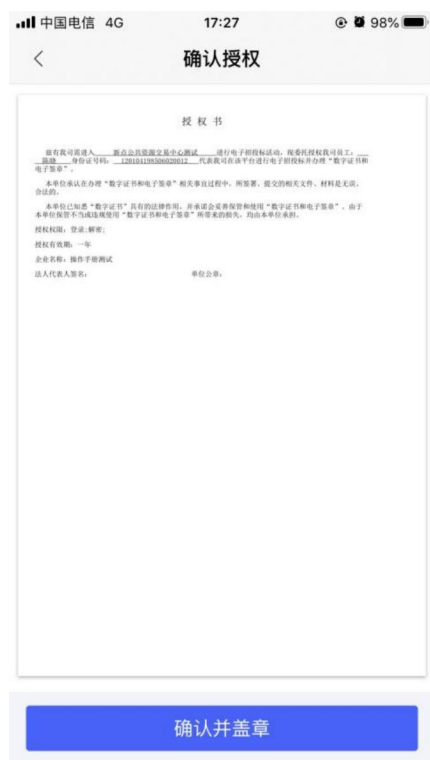 中国电信 4G 17:27 98%
确认授权
授 权 书
兹有我司需进入 新点公共资源交易中心测试 进行电子招投标活动,现委托授权我司员工:
身份证号码: 120104198506020012 代表我司在该平台进行电子招投标并办理“数字证书和
电子签章”。
本单位承认在办理“数字证书和电子签章”相关事宜过程中,所签署、提交的相关文件、材料是无误、
合法的。
本单位已知悉“数字证书”具有的法律作用,并承诺会妥善保管和使用“数字证书和电子签章”,由于
本单位保管不当或违规使用“数字证书和电子签章”所带来的损失,均由本单位承担。
授权权限:登录;解密;
授权有效期:一年
企业名称:操作手册测试
法人代表人签名: 单位公章:
确认并盖章